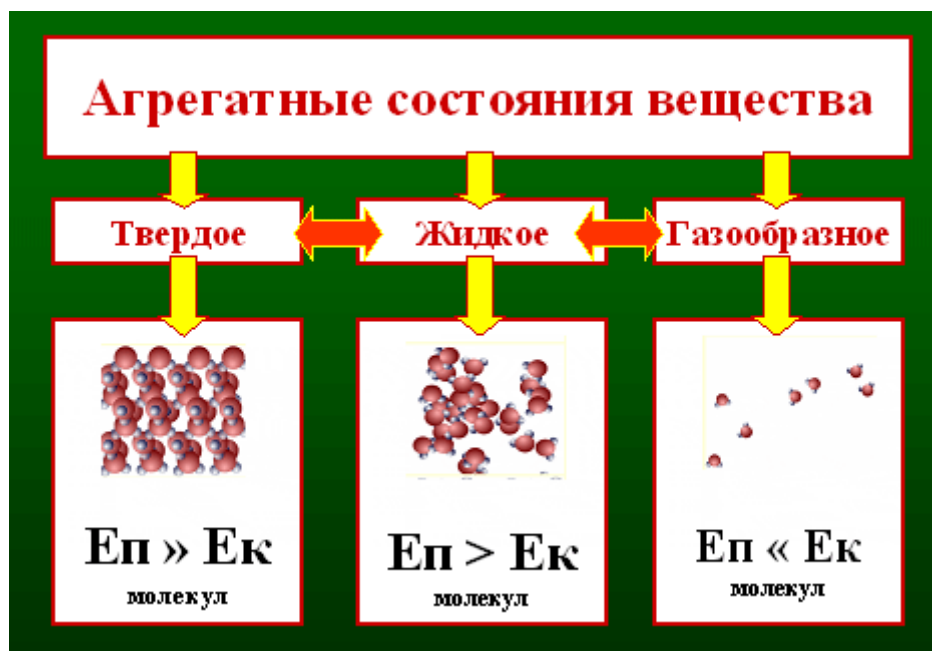 Агрегатные состояния вещества
Твердое
Жидкое
Газообразное
Еп » Ек
молекул
Еп > Ек
молекул
Еп « Ек
молекул